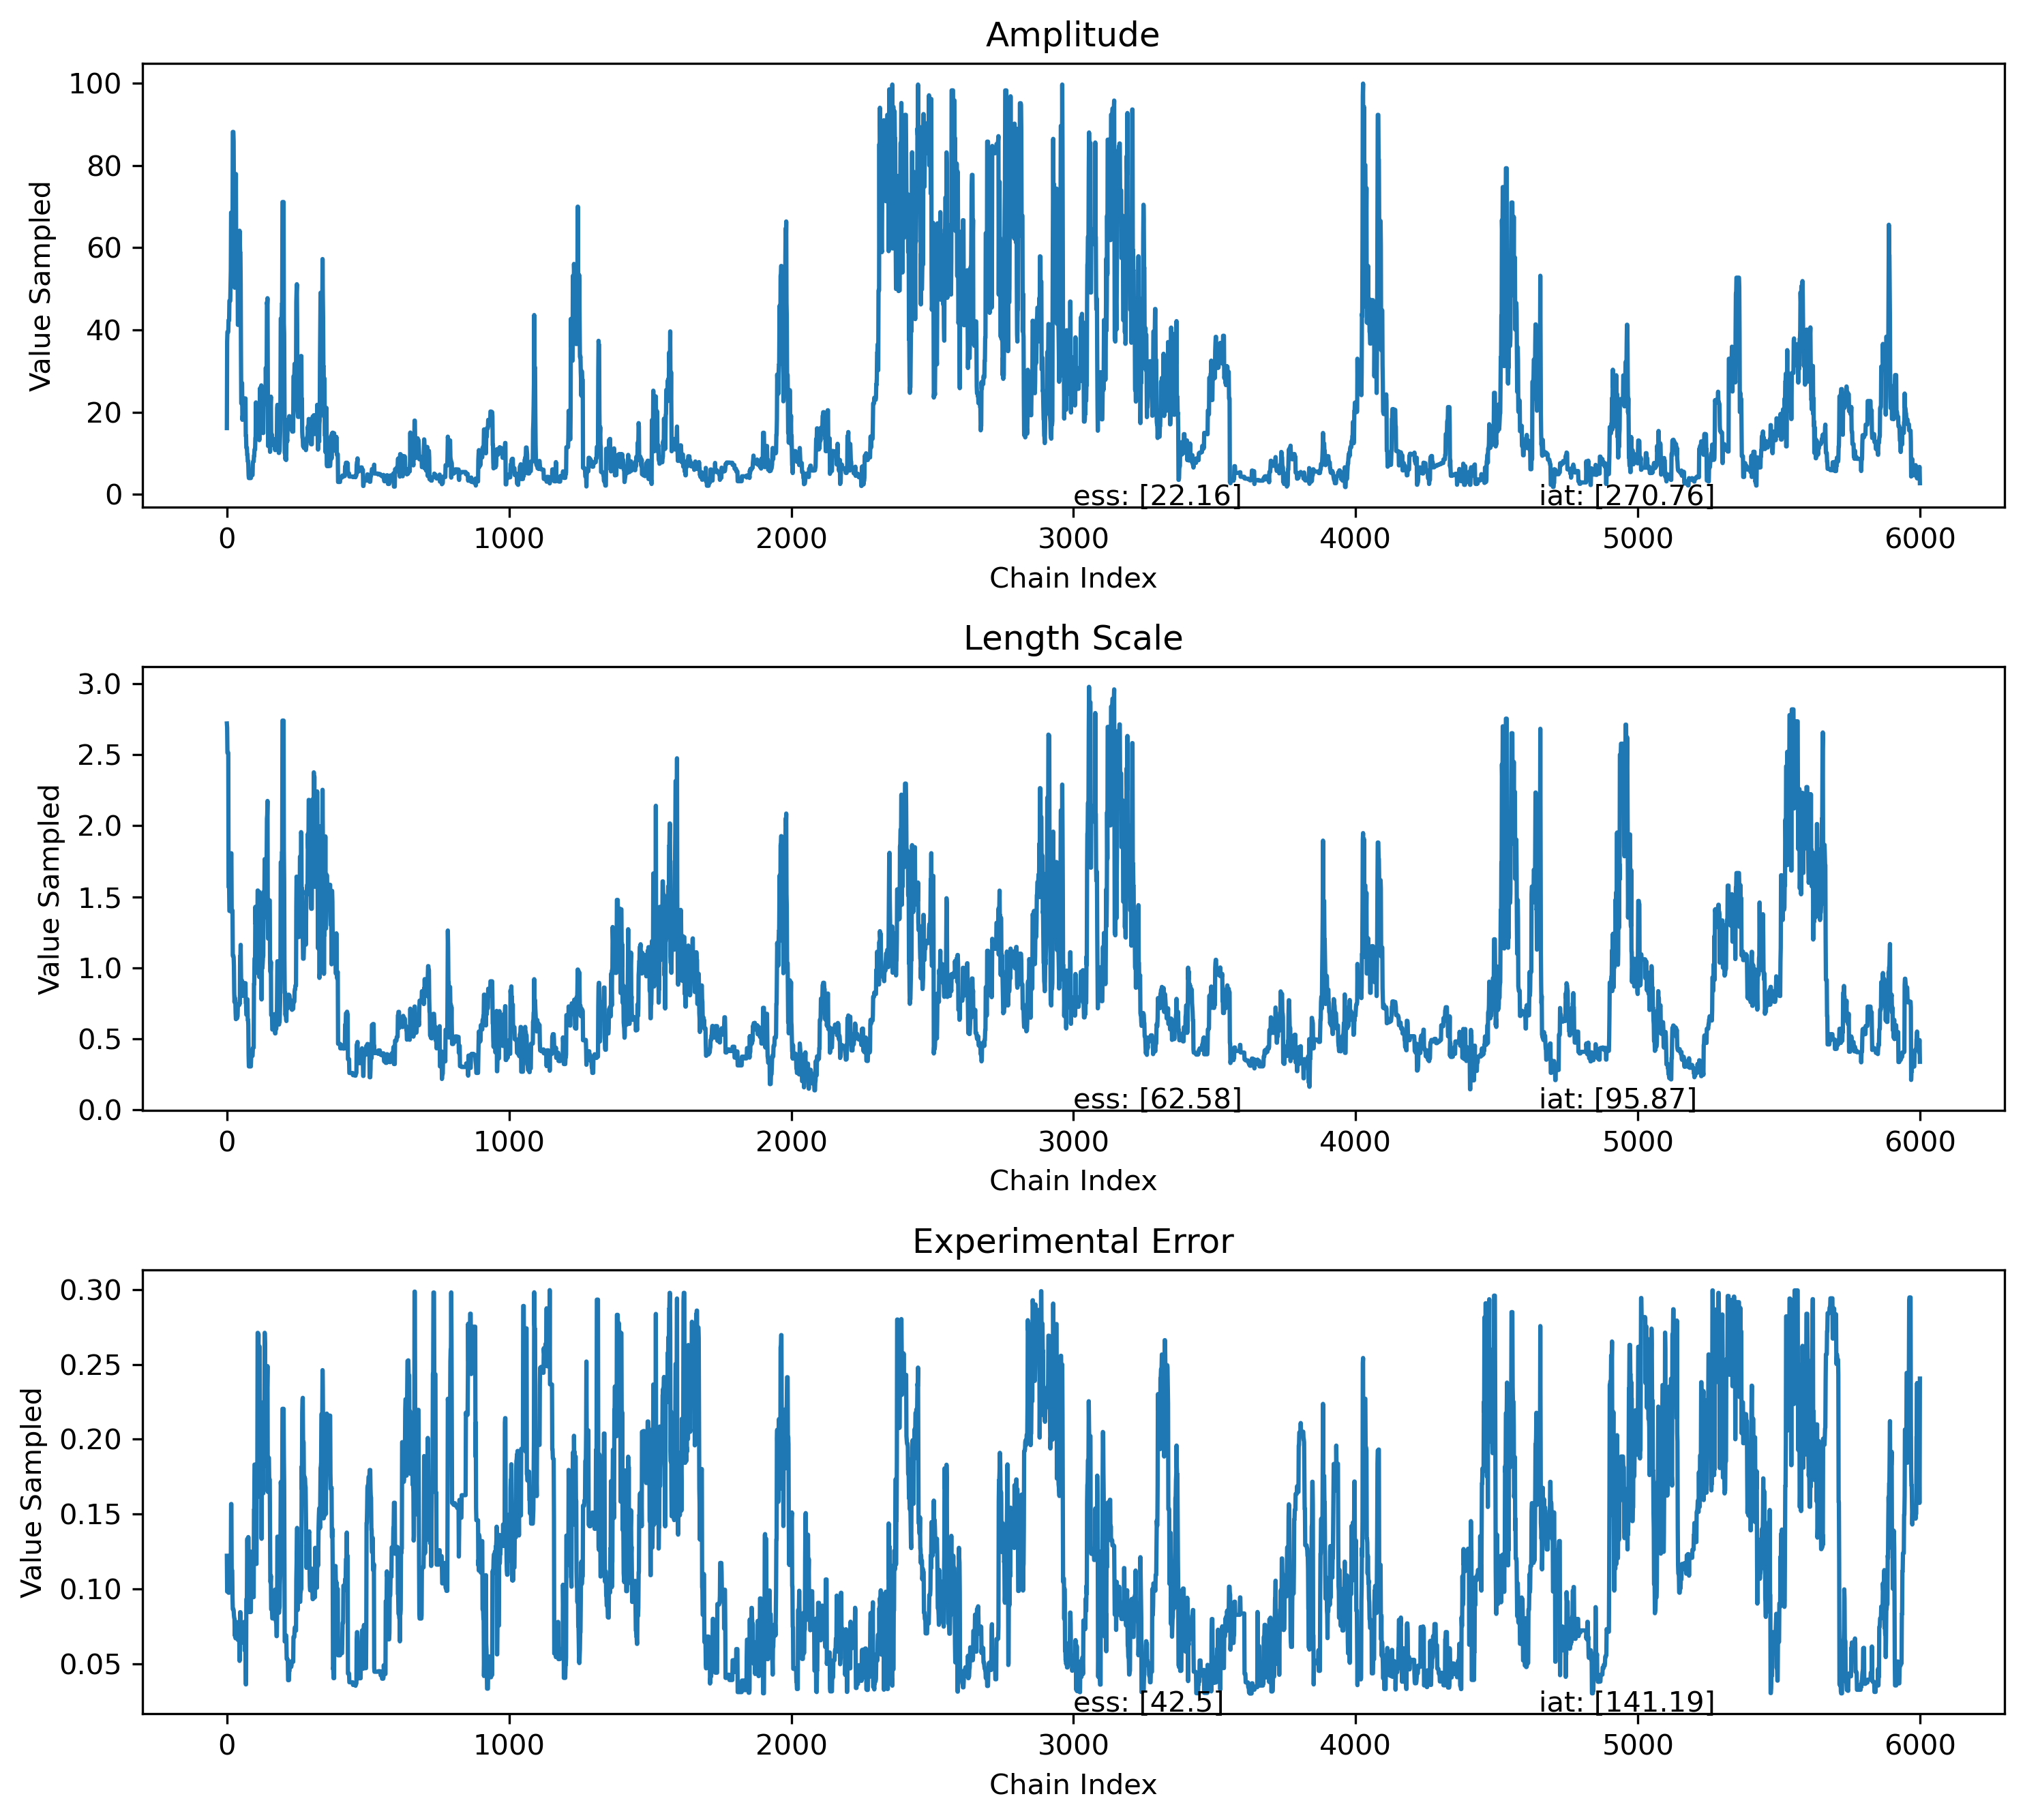 Amplitude
Value Sampled
100
80
60
40
20
0
ess: [22.16]
iat: [270.76]
0 1000 2000 3000 4000 5000 6000
Chain Index
Length Scale
Value Sampled
3.0
2.5
2.0
1.5
1.0
0.5
0.0
ess: [62.58]
iat: [95.87]
0 1000 2000 3000 4000 5000 6000
Chain Index
Experimental Error
Value Sampled
0.30
0.25
0.20
0.15
0.10
0.05
ess: [42.5]
iat: [141.19]
0 1000 2000 3000 4000 5000 6000
Chain Index